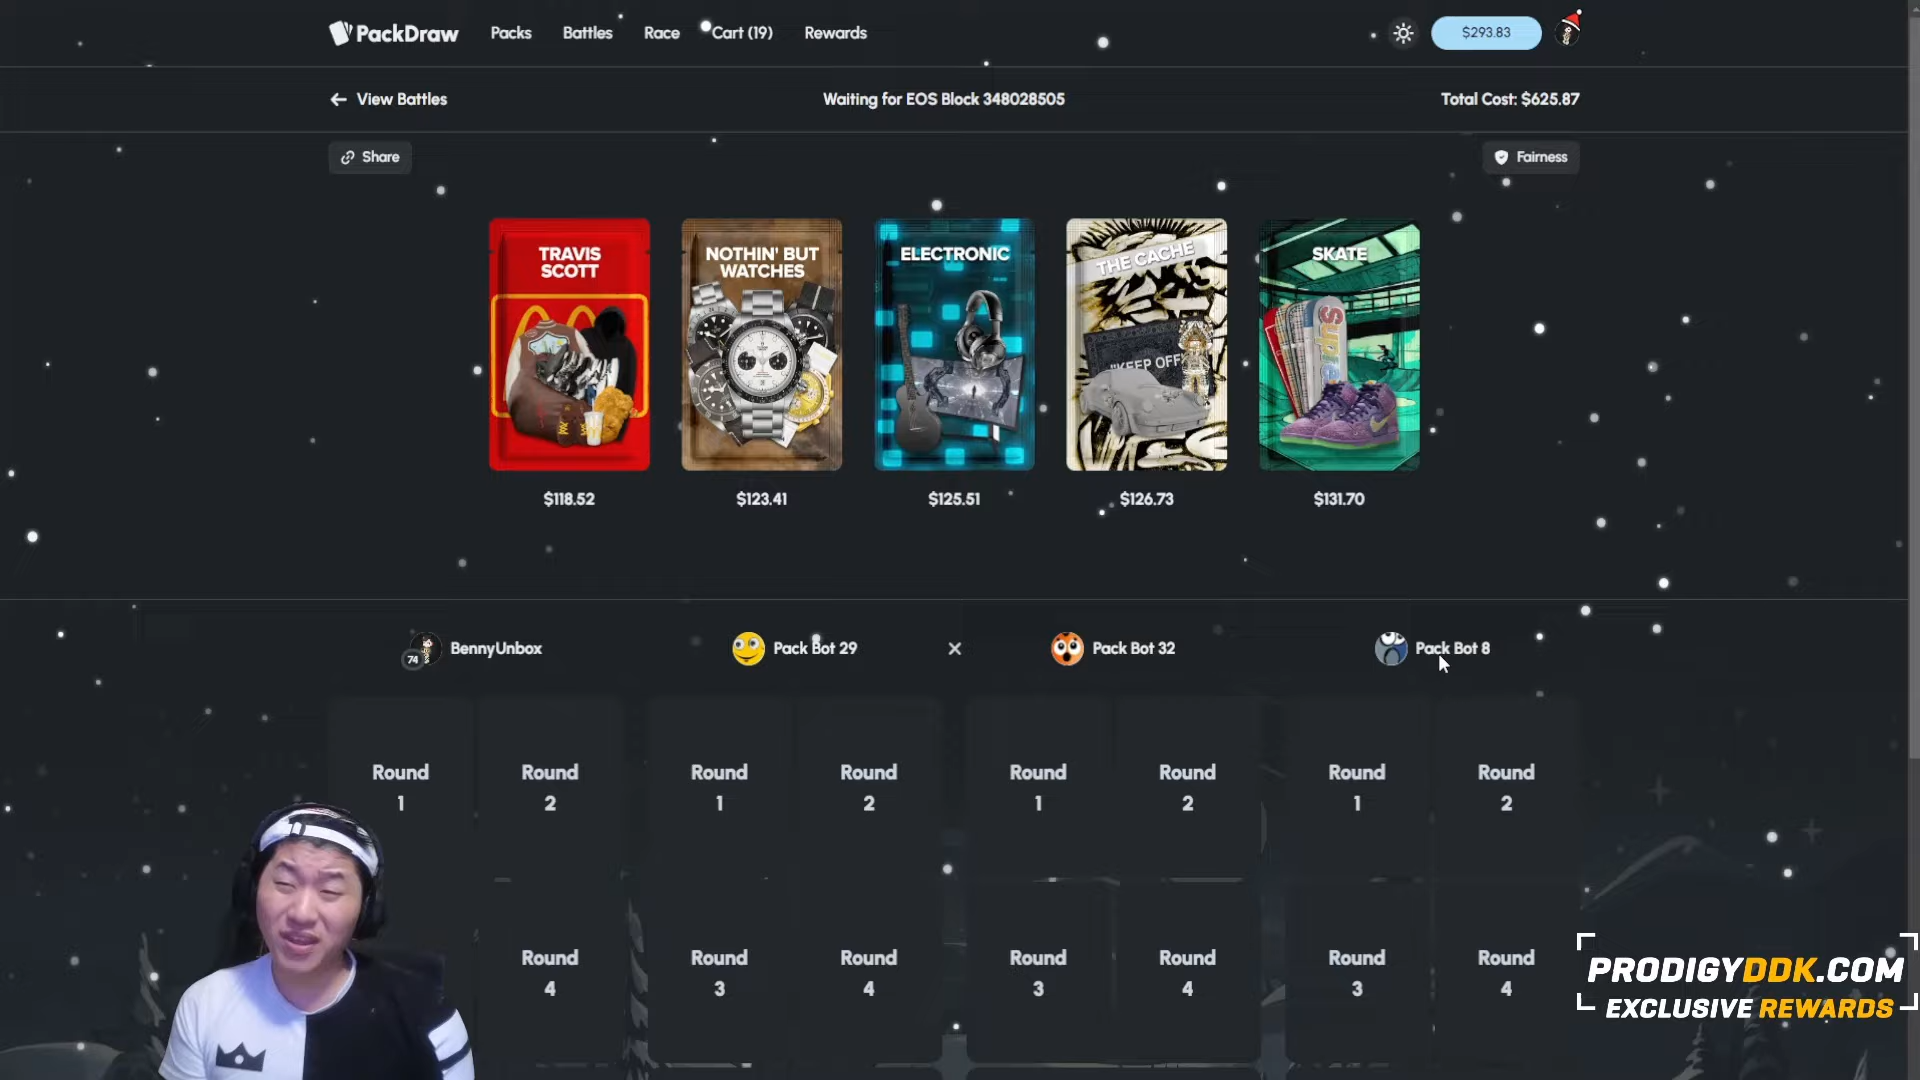 PackDraw Packs Battles Race Cart (19) Rewards $293.83
View Battles Waiting for EOS Block 348028505 Total Cost: $625.87
Share Fairness
TRAVIS
SCOTT
NOTHIN' BUT
WATCHES
ELECTRONIC
THE CACHE
"KEEP OFF"
SKATE
$118.52 $123.41 $125.51 $126.73 $131.70
74 BennyUnbox Pack Bot 29 Pack Bot 32 Pack Bot 8
Round Round Round Round Round Round Round Round
1 2 1 2 1 2 1 2
Round Round Round Round Round Round Round
4 3 4 3 4 3 4
PRODIGYDDK.COM
EXCLUSIVE REWARDS